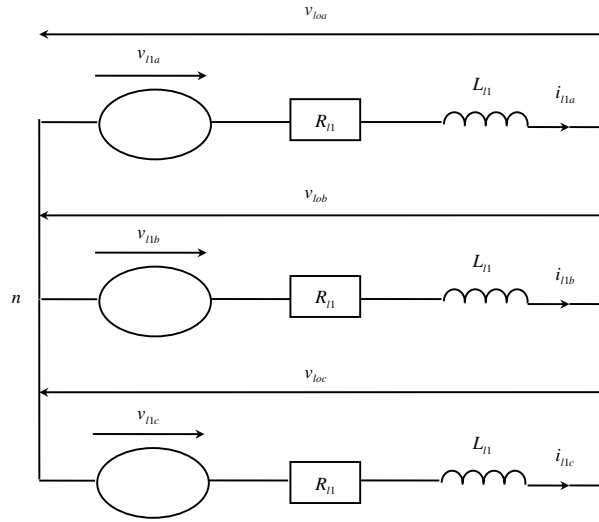 v_loa
v_l1a
R_l1
L_l1
i_l1a
v_lob
v_l1b
n
R_l1
L_l1
i_l1b
v_loc
v_l1c
R_l1
L_l1
i_l1c